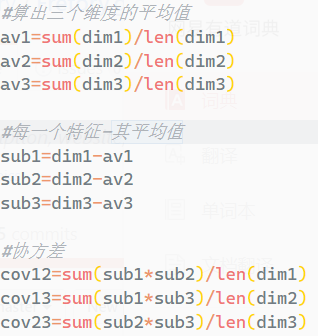 #算出三个维度的平均值
av1=sum(dim1)/len(dim1)
av2=sum(dim2)/len(dim2)
av3=sum(dim3)/len(dim3)
#每一个特征-其平均值
sub1=dim1-av1
sub2=dim2-av2
sub3=dim3-av3
#协方差
cov12=sum(sub1*sub2)/len(dim1)
cov13=sum(sub1*sub3)/len(dim2)
cov23=sum(sub2*sub3)/len(dim3)